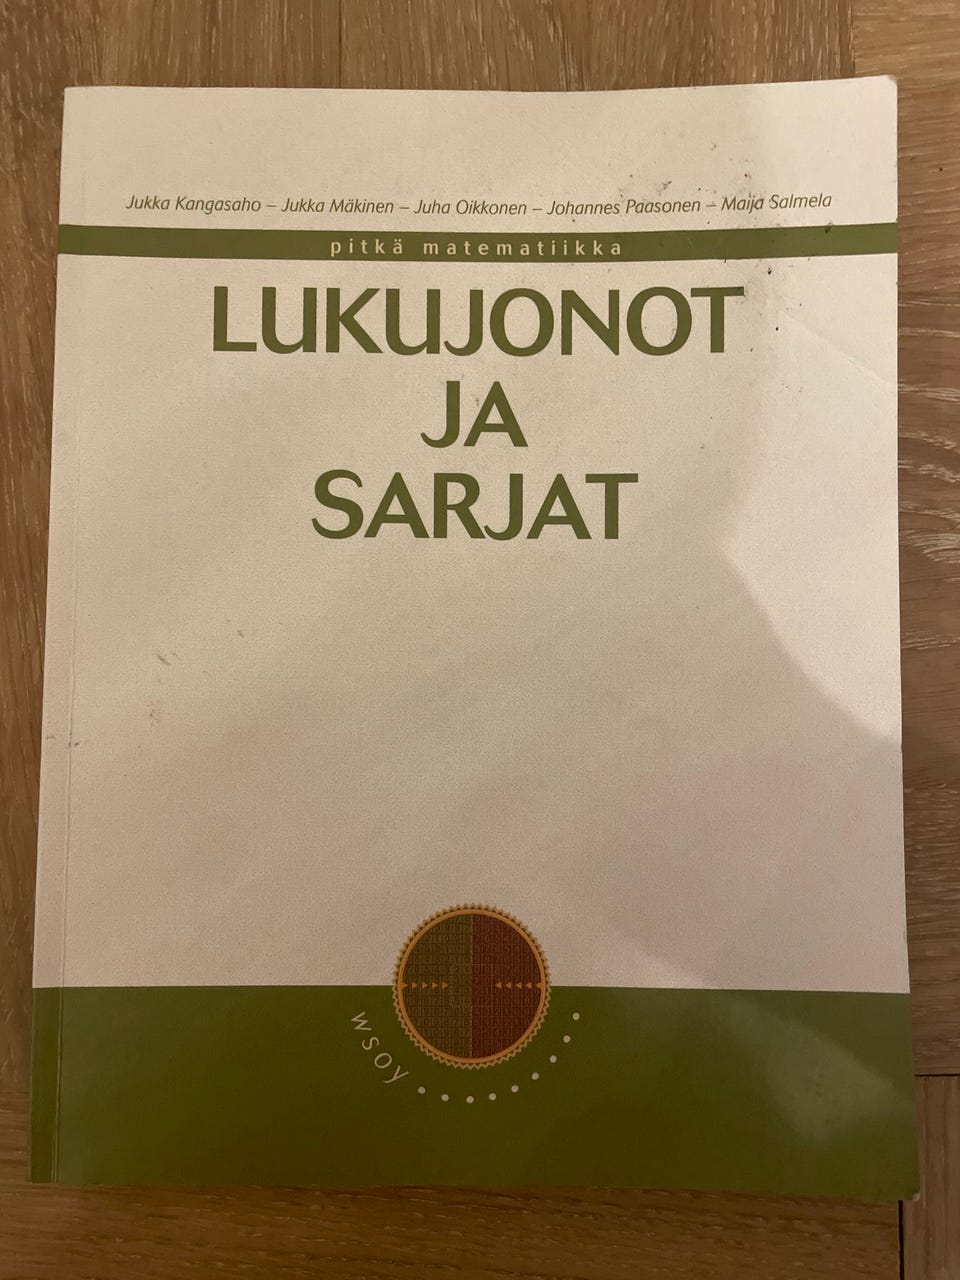 Jukka Kangasaho – Jukka Mäkinen – Juha Oikkonen – Johannes Paasonen – Maija Salmela
pitkä matematiikka
LUKUJONOT
JA
SARJAT
wsoy